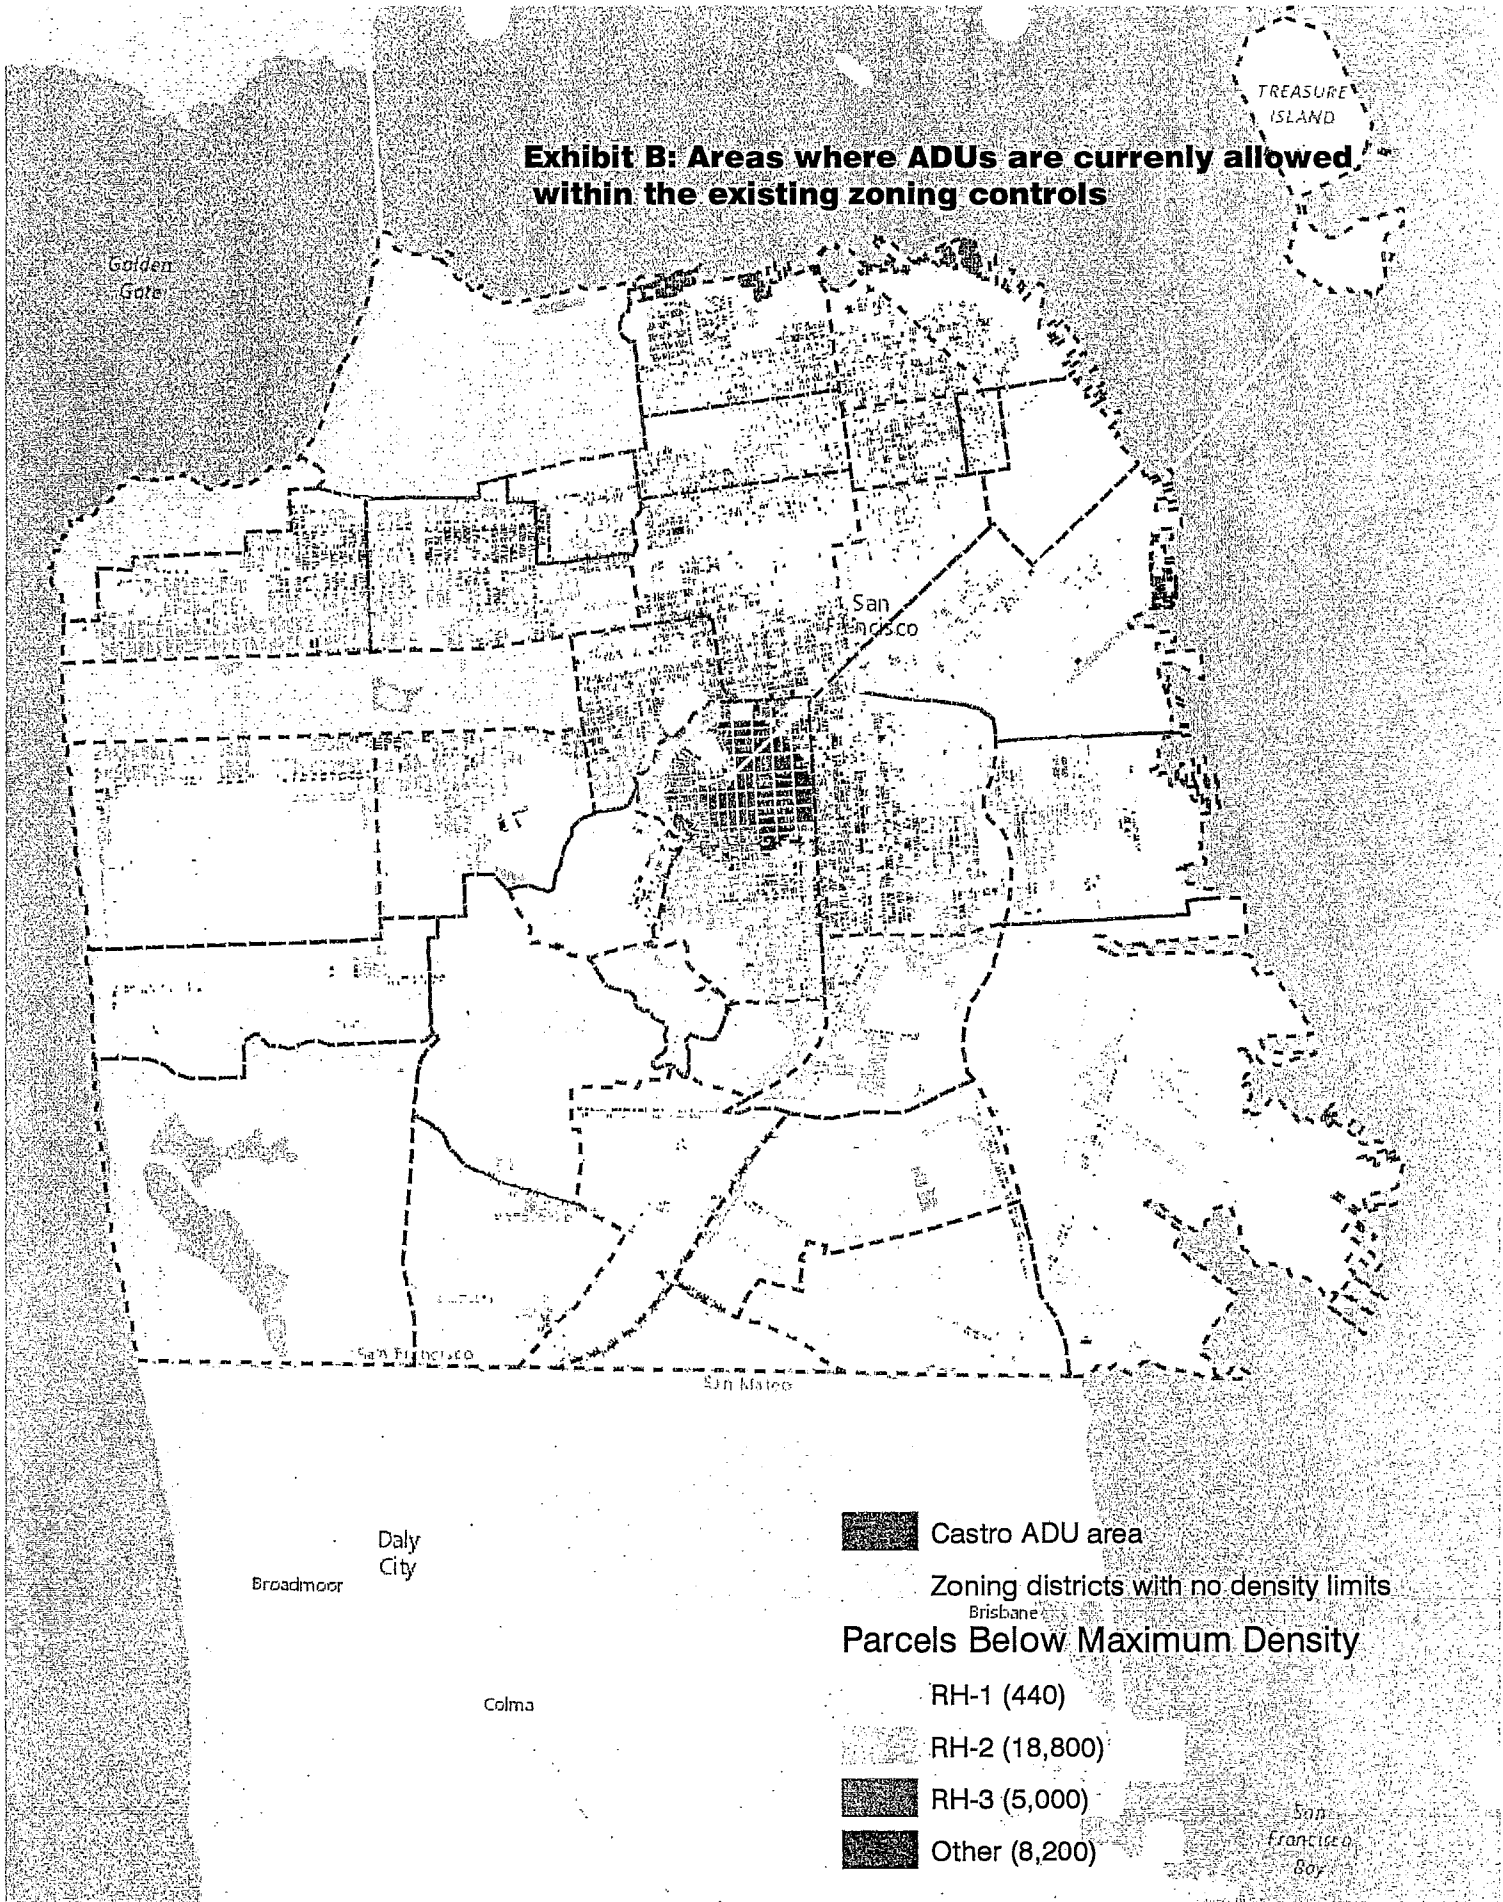 TREASURE
ISLAND
Exhibit B: Areas where ADUs are currenly allowed
within the existing zoning controls
Golden
Gate
San
Francisco
San Francisco
San Mateo
Daly
City
Broadmoor
Colma
Castro ADU area
Zoning districts with no density limits
Brisbane
Parcels Below Maximum Density
RH-1 (440)
RH-2 (18,800)
RH-3 (5,000)
Other (8,200)
San
Francisco
Bay